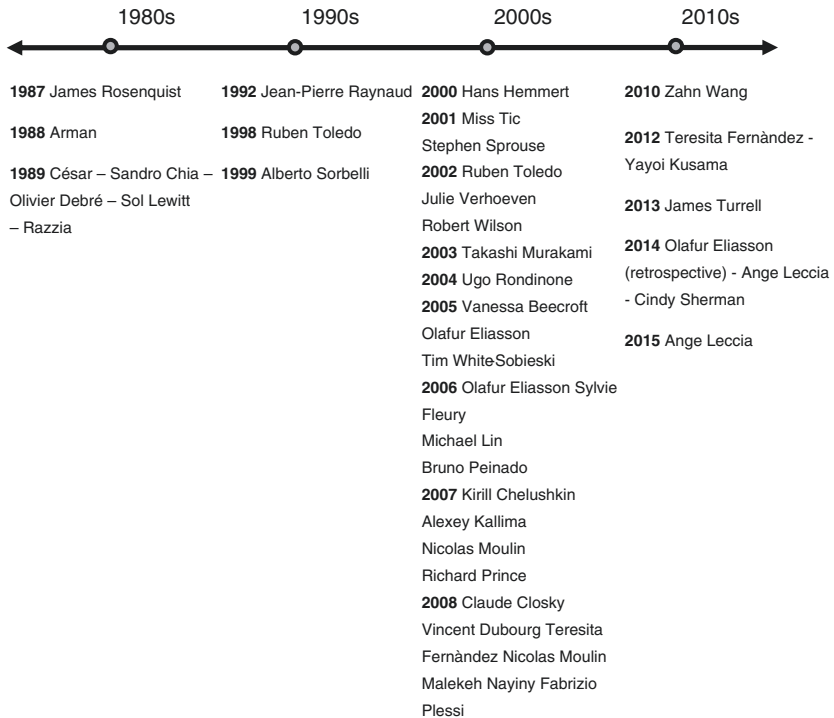 1980s
1990s
2000s
2010s
1987 James Rosenquist
1988 Arman
1989 César – Sandro Chia –
Olivier Debré – Sol Lewitt
– Razzia
1992 Jean-Pierre Raynaud
1998 Ruben Toledo
1999 Alberto Sorbelli
2000 Hans Hemmert
2001 Miss Tic
Stephen Sprouse
2002 Ruben Toledo
Julie Verhoeven
Robert Wilson
2003 Takashi Murakami
2004 Ugo Rondinone
2005 Vanessa Beecroft
Olafur Eliasson
Tim White-Sobieski
2006 Olafur Eliasson Sylvie
Fleury
Michael Lin
Bruno Peinado
2007 Kirill Chelushkin
Alexey Kallima
Nicolas Moulin
Richard Prince
2008 Claude Closky
Vincent Dubourg Teresita
Fernàndez Nicolas Moulin
Malekeh Nayiny Fabrizio
Plessi
2010 Zahn Wang
2012 Teresita Fernàndez -
Yayoi Kusama
2013 James Turrell
2014 Olafur Eliasson
(retrospective) - Ange Leccia
- Cindy Sherman
2015 Ange Leccia